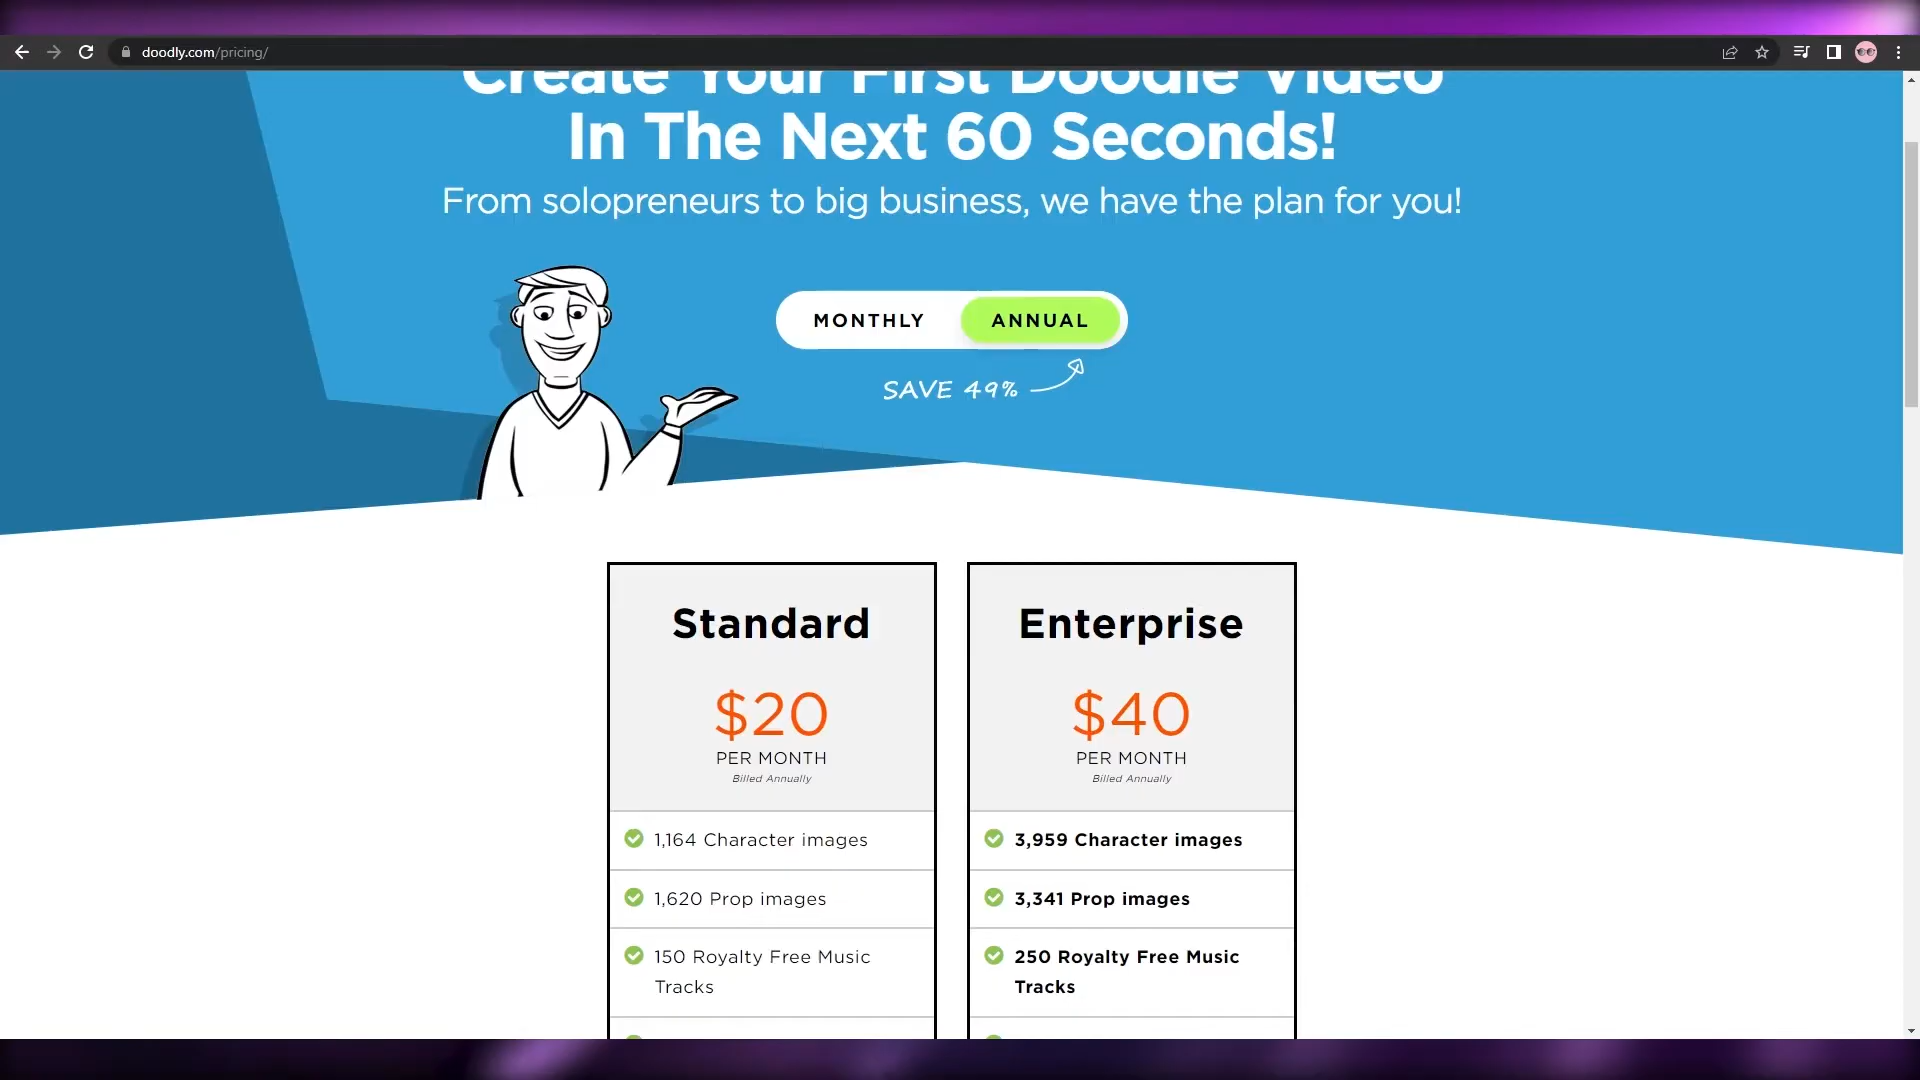 doodly.com/pricing/
Create Your First Doodle Video
In The Next 60 Seconds!
From solopreneurs to big business, we have the plan for you!
MONTHLY
ANNUAL
SAVE 49%
Standard
$20
PER MONTH
Billed Annually
1,164 Character images
1,620 Prop images
150 Royalty Free Music
Tracks
Enterprise
$40
PER MONTH
Billed Annually
3,959 Character images
3,341 Prop images
250 Royalty Free Music
Tracks